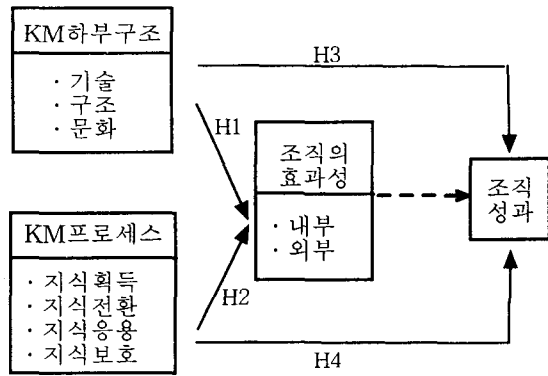 KM하부구조
· 기술
· 구조
· 문화
H3
H1
조직의
효과성
· 내부
· 외부
조직
성과
KM프로세스
· 지식획득
· 지식전환
· 지식응용
· 지식보호
H2
H4